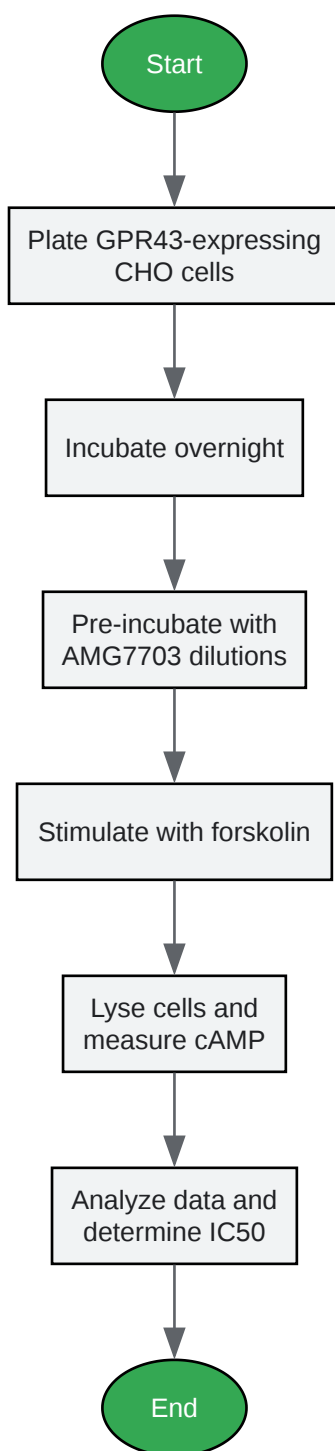 Start
Plate GPR43-expressing
CHO cells
Incubate overnight
Pre-incubate with
AMG7703 dilutions
Stimulate with forskolin
Lyse cells and
measure cAMP
Analyze data and
determine IC50
End